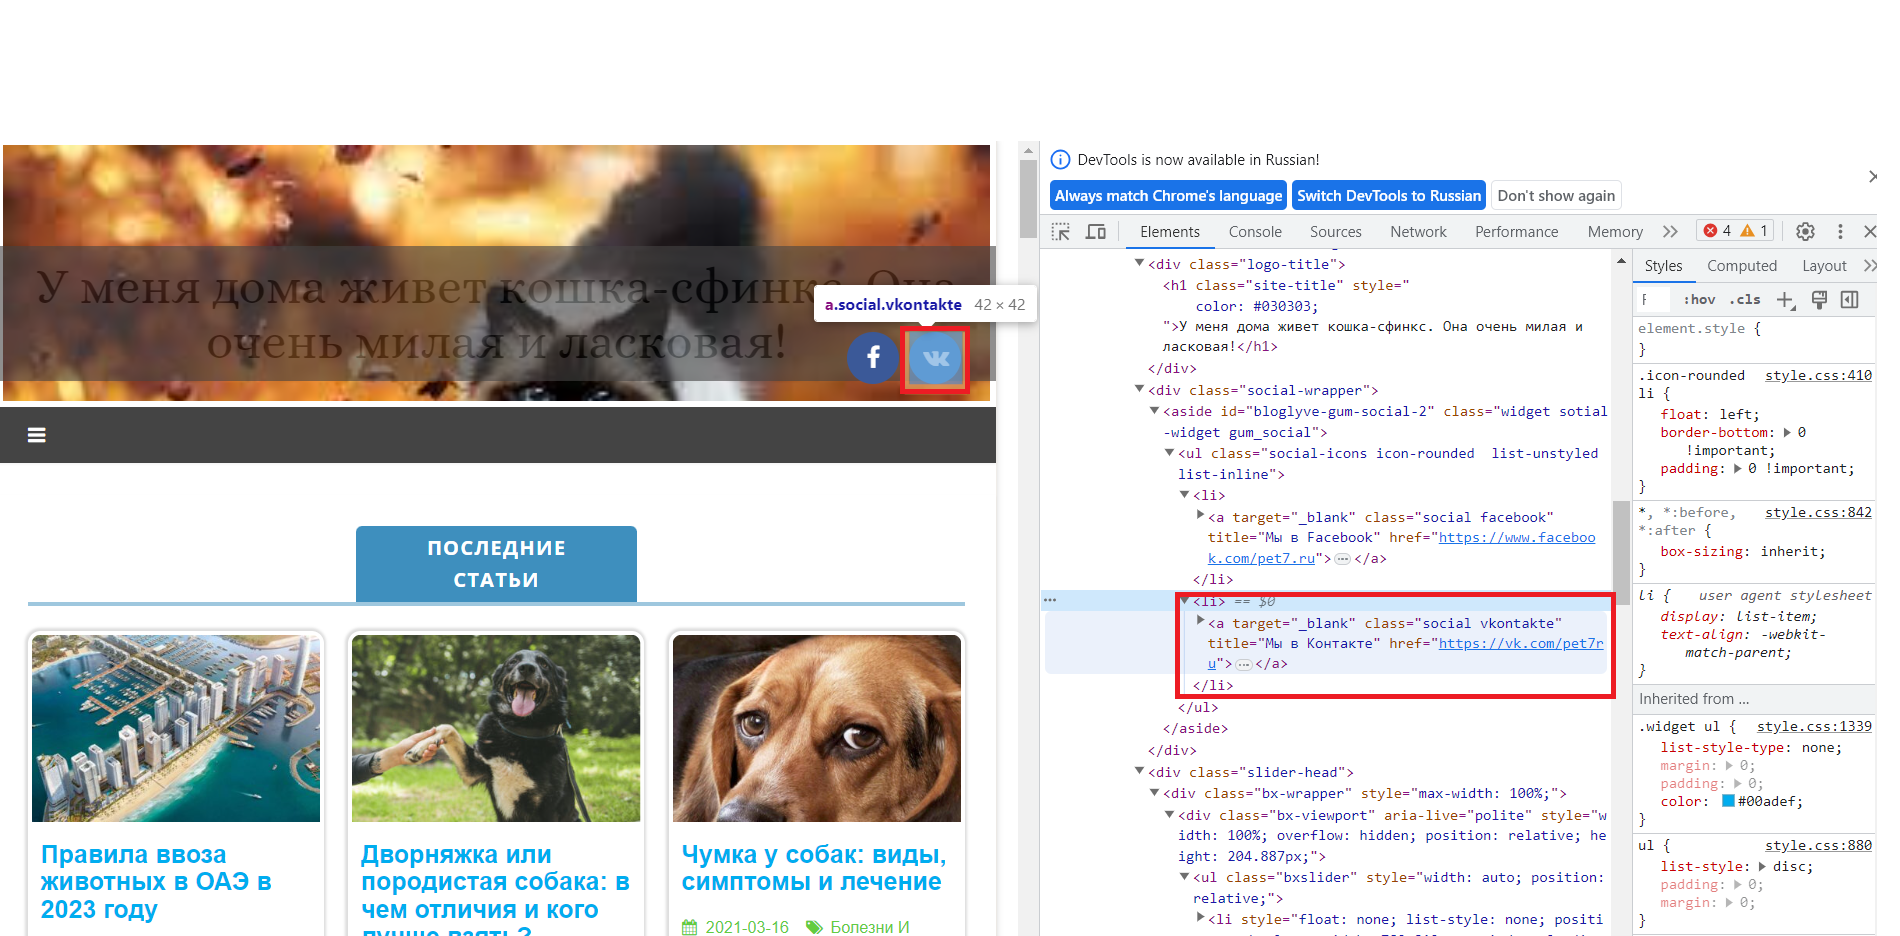 У меня дома живет кошка-сфинкс. Она
очень милая и ласковая!
a.social.vkontakte 42 × 42
ПОСЛЕДНИЕ
СТАТЬИ
Правила ввоза
животных в ОАЭ в
2023 году
Дворняжка или
породистая собака: в
чем отличия и кого
лучше взять?
Чумка у собак: виды,
симптомы и лечение
2021-03-16 Болезни И
DevTools is now available in Russian!
Always match Chrome's language Switch DevTools to Russian Don't show again
Elements Console Sources Network Performance Memory 4 1
<div class="logo-title">
<h1 class="site-title" style="
color: #030303;
">У меня дома живет кошка-сфинкс. Она очень милая и
ласковая!</h1>
</div>
<div class="social-wrapper">
<aside id="bloglyve-gum-social-2" class="widget sotial
-widget gum_social">
<ul class="social-icons icon-rounded  list-unstyled
list-inline">
<li>
<a target="_blank" class="social facebook"
title="Мы в Facebook" href="https://www.faceboo
k.com/pet7.ru">…</a>
</li>
… <li> == $0
<a target="_blank" class="social vkontakte"
title="Мы в Контакте" href="https://vk.com/pet7r
u">…</a>
</li>
</ul>
</aside>
</div>
<div class="slider-head">
<div class="bx-wrapper" style="max-width: 100%;">
<div class="bx-viewport" aria-live="polite" style="w
idth: 100%; overflow: hidden; position: relative; he
ight: 204.887px;">
<ul class="bxslider" style="width: auto; position:
relative;">
<li style="float: none; list-style: none; positi
Styles Computed Layout
:hov .cls
element.style {
}
.icon-rounded style.css:410
li {
float: left;
border-bottom: 0
!important;
padding: 0 !important;
}
*, *:before, style.css:842
*:after {
box-sizing: inherit;
}
li { user agent stylesheet
display: list-item;
text-align: -webkit-
match-parent;
}
Inherited from …
.widget ul { style.css:1339
list-style-type: none;
margin: 0;
padding: 0;
color: #00adef;
}
ul { style.css:880
list-style: disc;
padding: 0;
margin: 0;
}